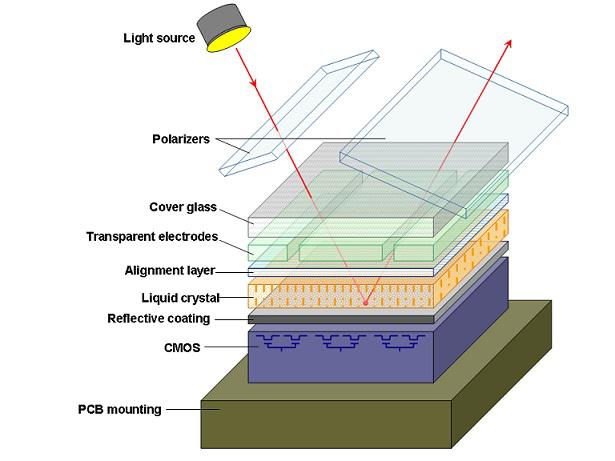 Light source
Polarizers
Cover glass
Transparent electrodes
Alignment layer
Liquid crystal
Reflective coating
CMOS
PCB mounting